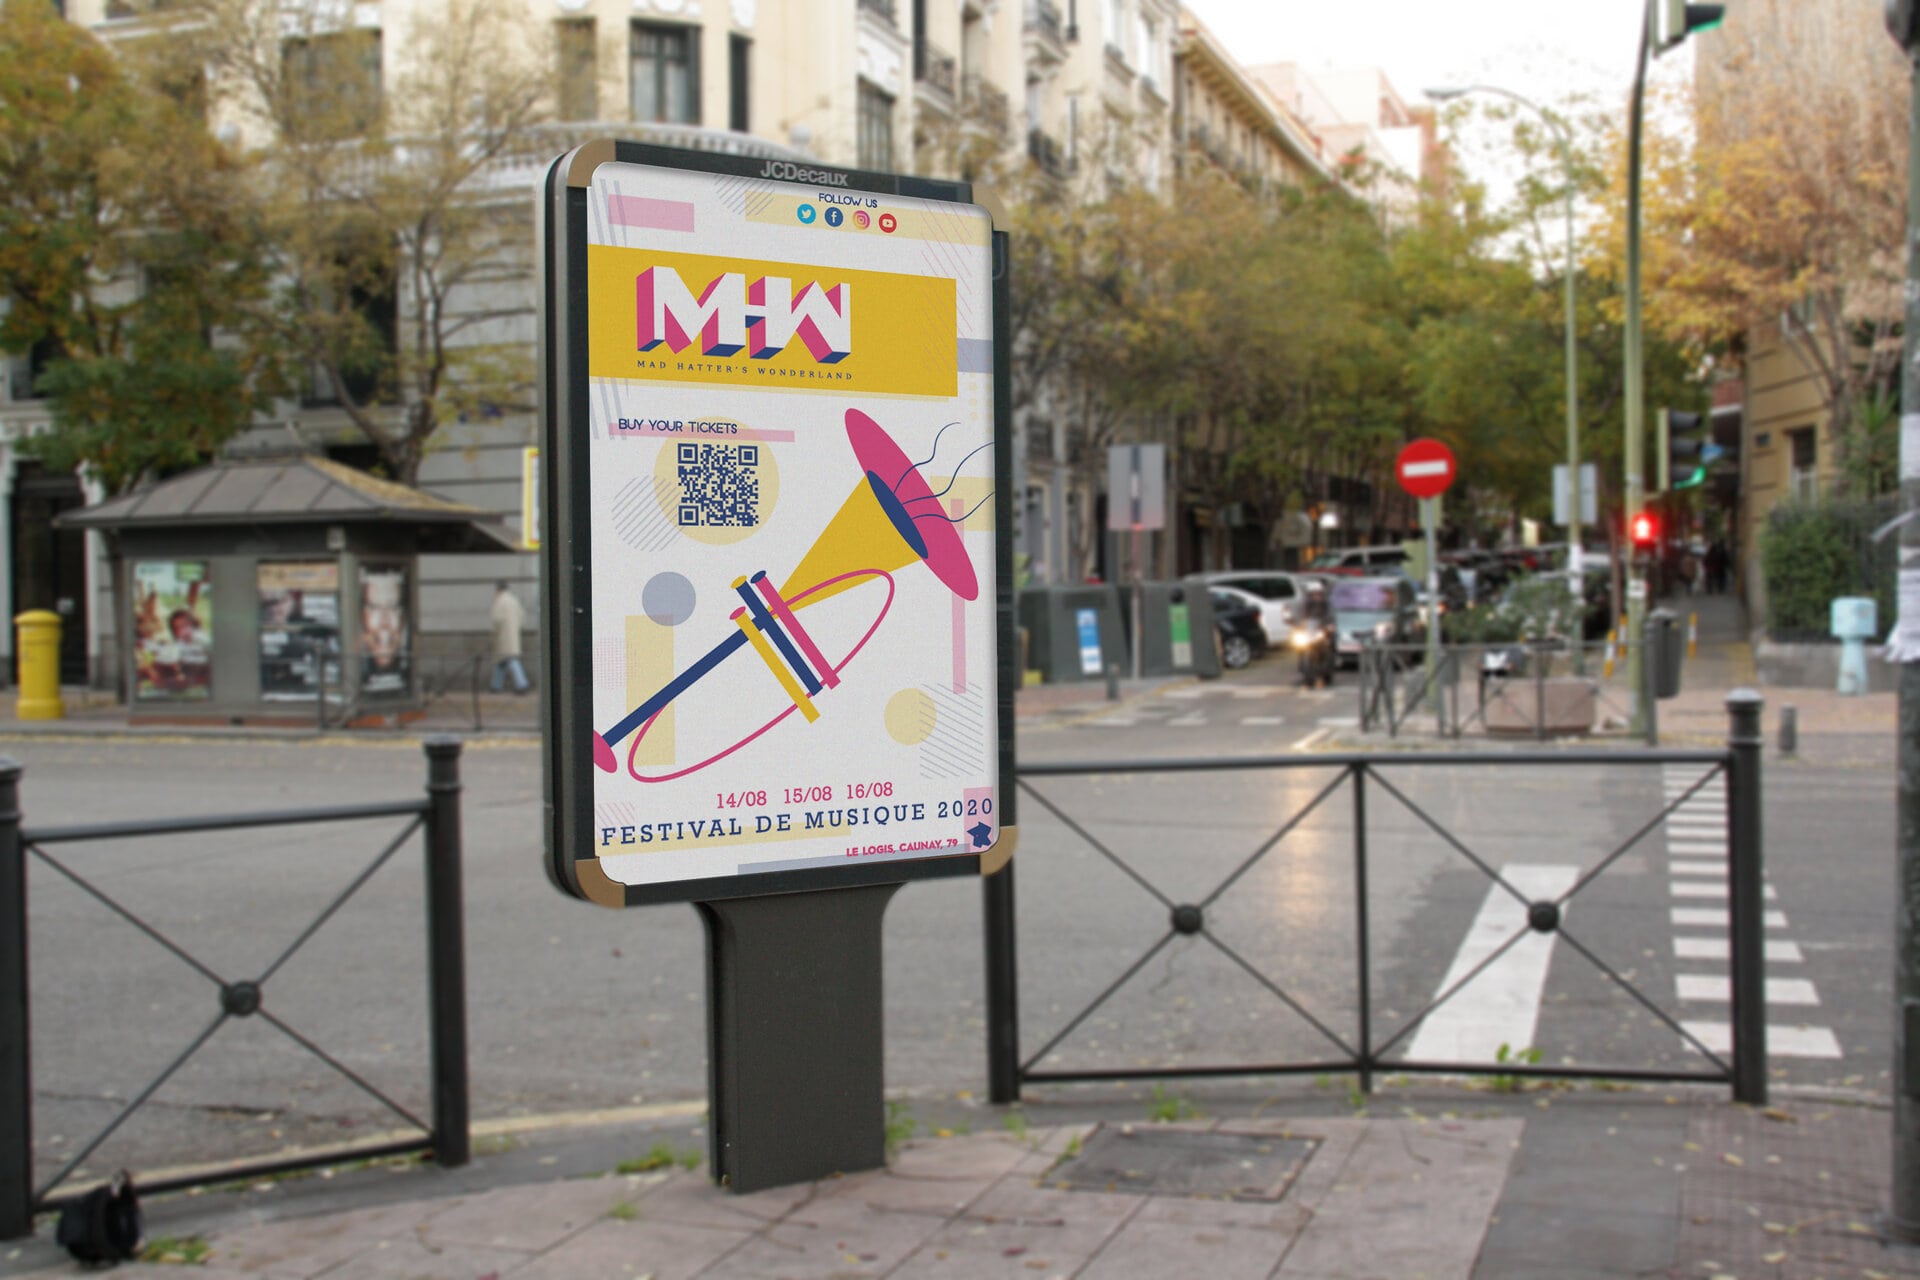 JCDecaux
FOLLOW US
MHW
MAD HATTER'S WONDERLAND
BUY YOUR TICKETS
14/08 15/08 16/08
FESTIVAL DE MUSIQUE 2020
LE LOGIS, CAUNAY, 79